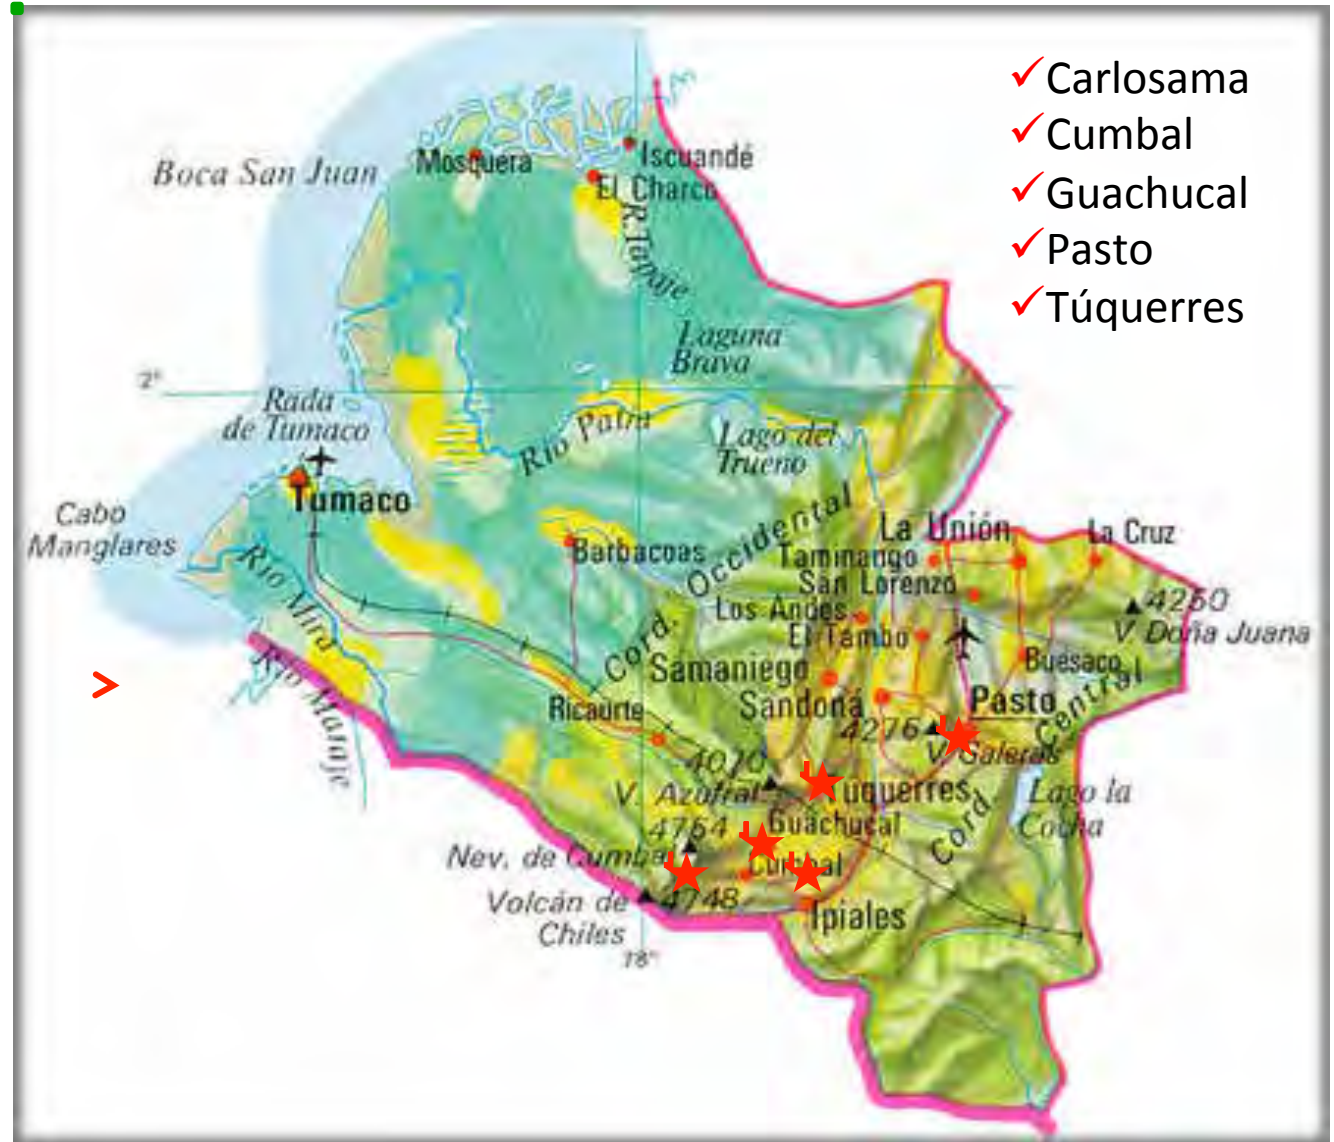 Carlosama
Cumbal
Guachucal
Pasto
Túquerres
Mosquera
Iscuandé
El Charco
Boca San Juan
R. Tapaje
Laguna
Brava
2°
Rada
de Tumaco
Río Patía
Lago del
Trueno
Tumaco
Cabo
Manglares
Río Mira
Barbacoas
Cord. Occidental
La Unión
La Cruz
Taminango
San Lorenzo
Los Andes
El Tambo
4250
V. Doña Juana
Samaniego
Buesaco
Río Mataje
Ricaurte
Sandoná
Pasto
4276
V. Galeras
Cord. Central
4070
V. Azufral
Túquerres
Lago la
Cocha
4764
Guachucal
Nev. de Cumbal
Cumbal
4748
Volcán de
Chiles
Ipiales
78°